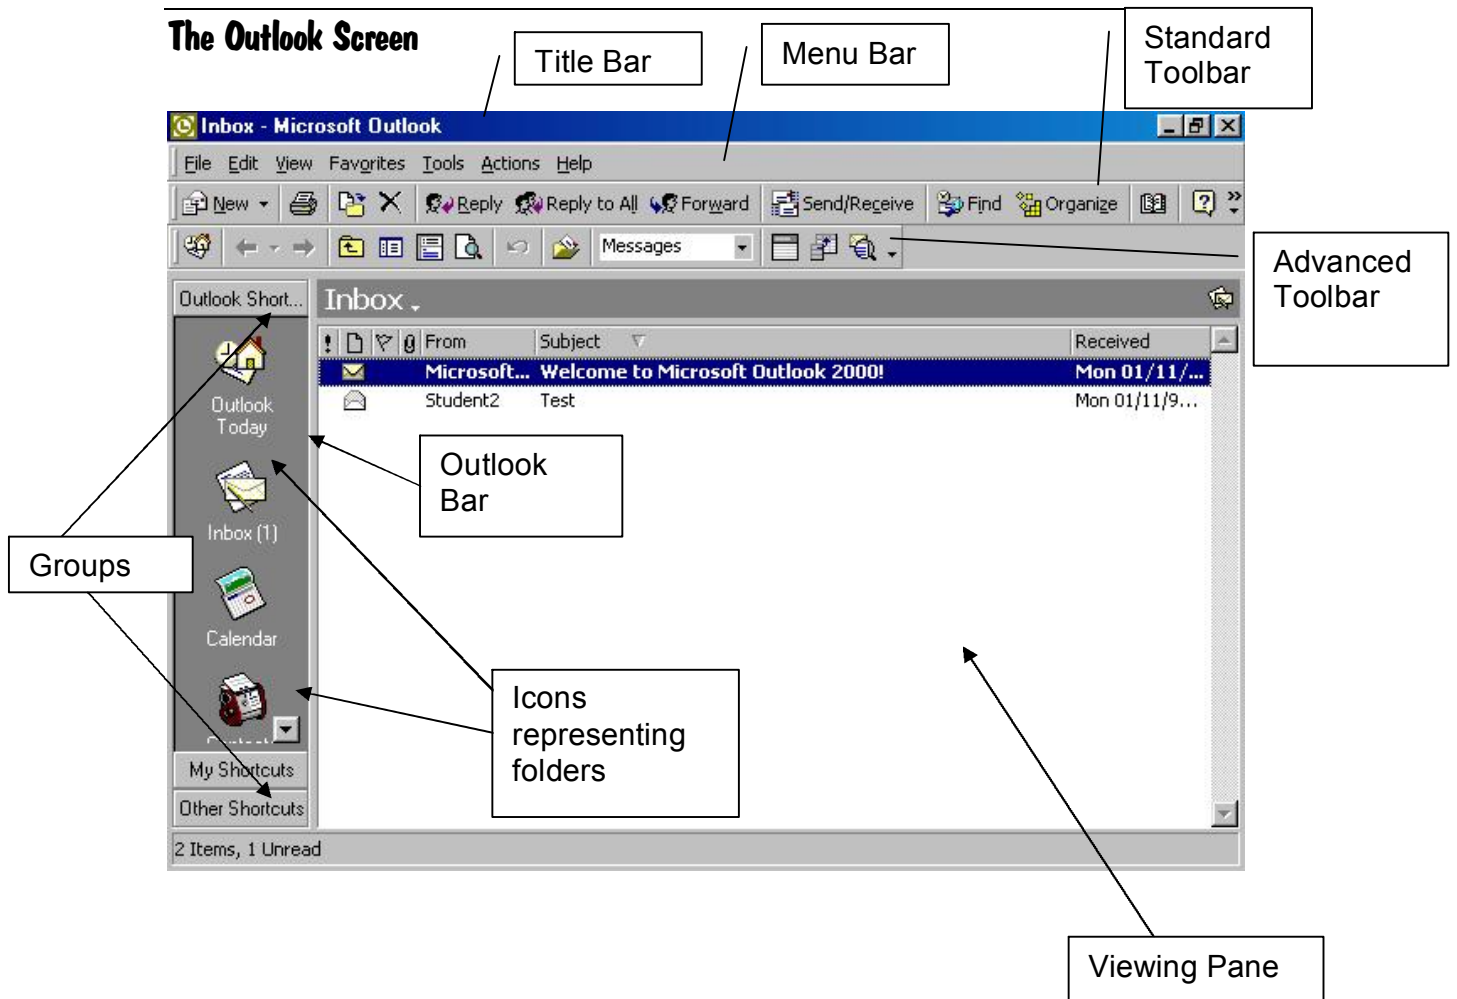 The Outlook Screen
Title Bar
Menu Bar
Standard
Toolbar
Inbox - Microsoft Outlook
File Edit View Favorites Tools Actions Help
New Reply Reply to All Forward Send/Receive Find Organize
Messages
Advanced
Toolbar
Outlook Short...
Inbox
From Subject Received
Microsoft... Welcome to Microsoft Outlook 2000! Mon 01/11/...
Student2 Test Mon 01/11/9...
Outlook
Today
Outlook
Bar
Inbox (1)
Groups
Calendar
Icons
representing
folders
My Shortcuts
Other Shortcuts
2 Items, 1 Unread
Viewing Pane